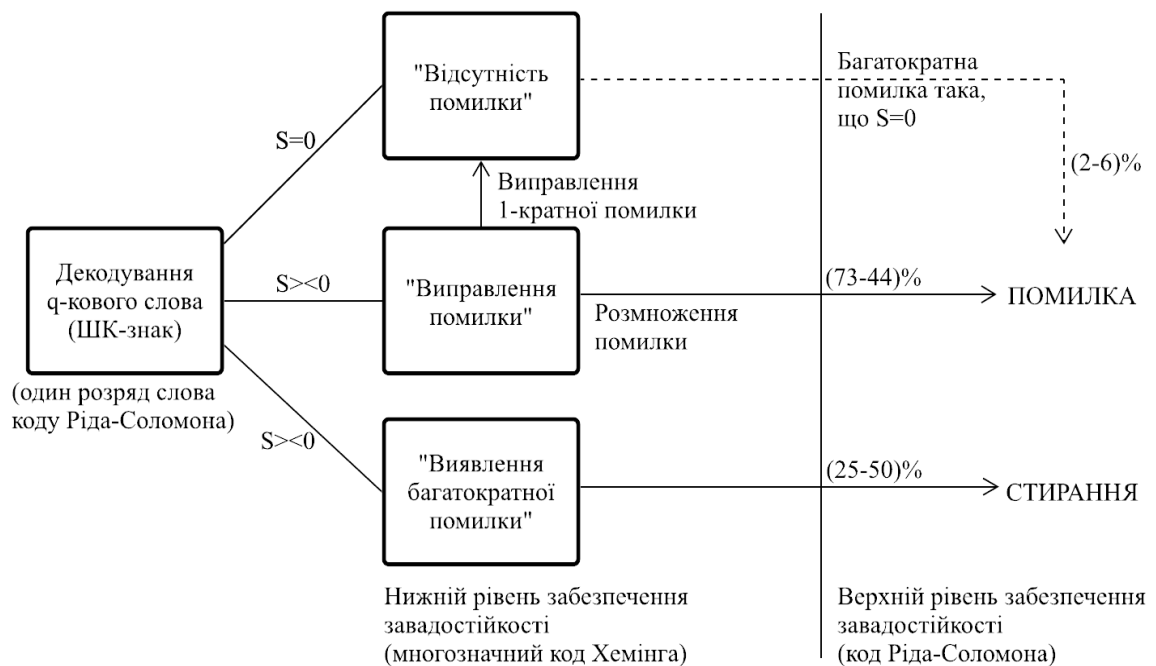 "Відсутність
помилки"
Багатократна
помилка така,
що S=0
S=0
(2-6)%
Виправлення
1-кратної помилки
Декодування
q-кового слова
(ШК-знак)
S><0
"Виправлення
помилки"
(73-44)%
ПОМИЛКА
Розмноження
помилки
(один розряд слова
коду Ріда-Соломона)
S><0
"Виявлення
багатократної
помилки"
(25-50)%
СТИРАННЯ
Нижній рівень забезпечення
завадостійкості
(многозначний код Хемінга)
Верхній рівень забезпечення
завадостійкості
(код Ріда-Соломона)